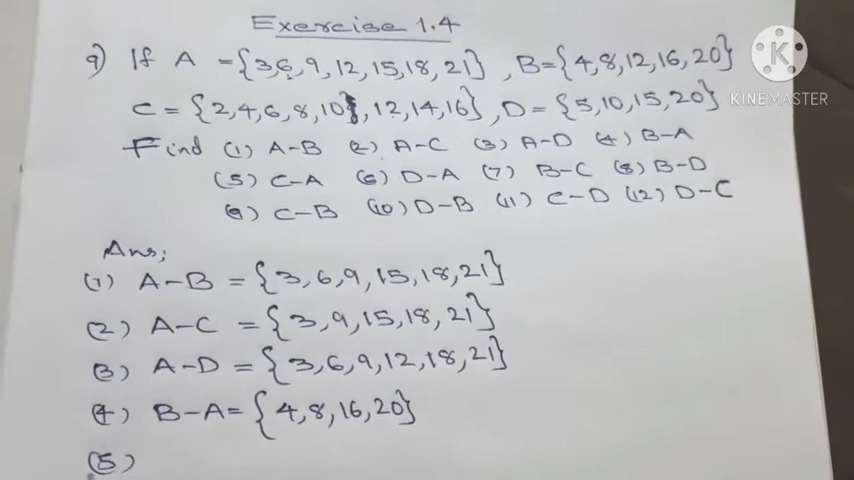 Exercise 1.4
9) If A = {3,6,9,12,15,18,21}, B={4,8,12,16,20}
C = {2,4,6,8,10,12,14,16}, D = {5,10,15,20}
Find (1) A-B (2) A-C (3) A-D (4) B-A
(5) C-A (6) D-A (7) B-C (8) B-D
(9) C-B (10) D-B (11) C-D (12) D-C
Ans;
(1) A-B = {3,6,9,15,18,21}
(2) A-C = {3,9,15,18,21}
(3) A-D = {3,6,9,12,18,21}
(4) B-A = {4,8,16,20}
(5)
KINEMASTER